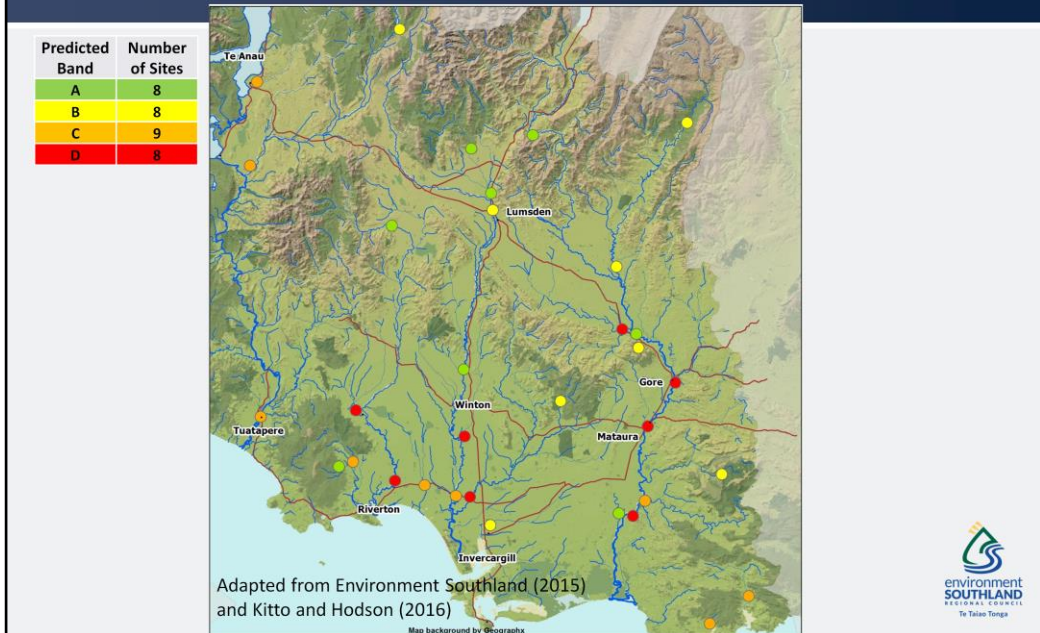 Predicted Band Number of Sites
A 8
B 8
C 9
D 8
Te Anau
Lumsden
Gore
Winton
Tuatapere
Mataura
Riverton
Invercargill
Adapted from Environment Southland (2015)
and Kitto and Hodson (2016)
Map background by Geographx
environment
SOUTHLAND
REGIONAL COUNCIL
Te Taiao Tonga